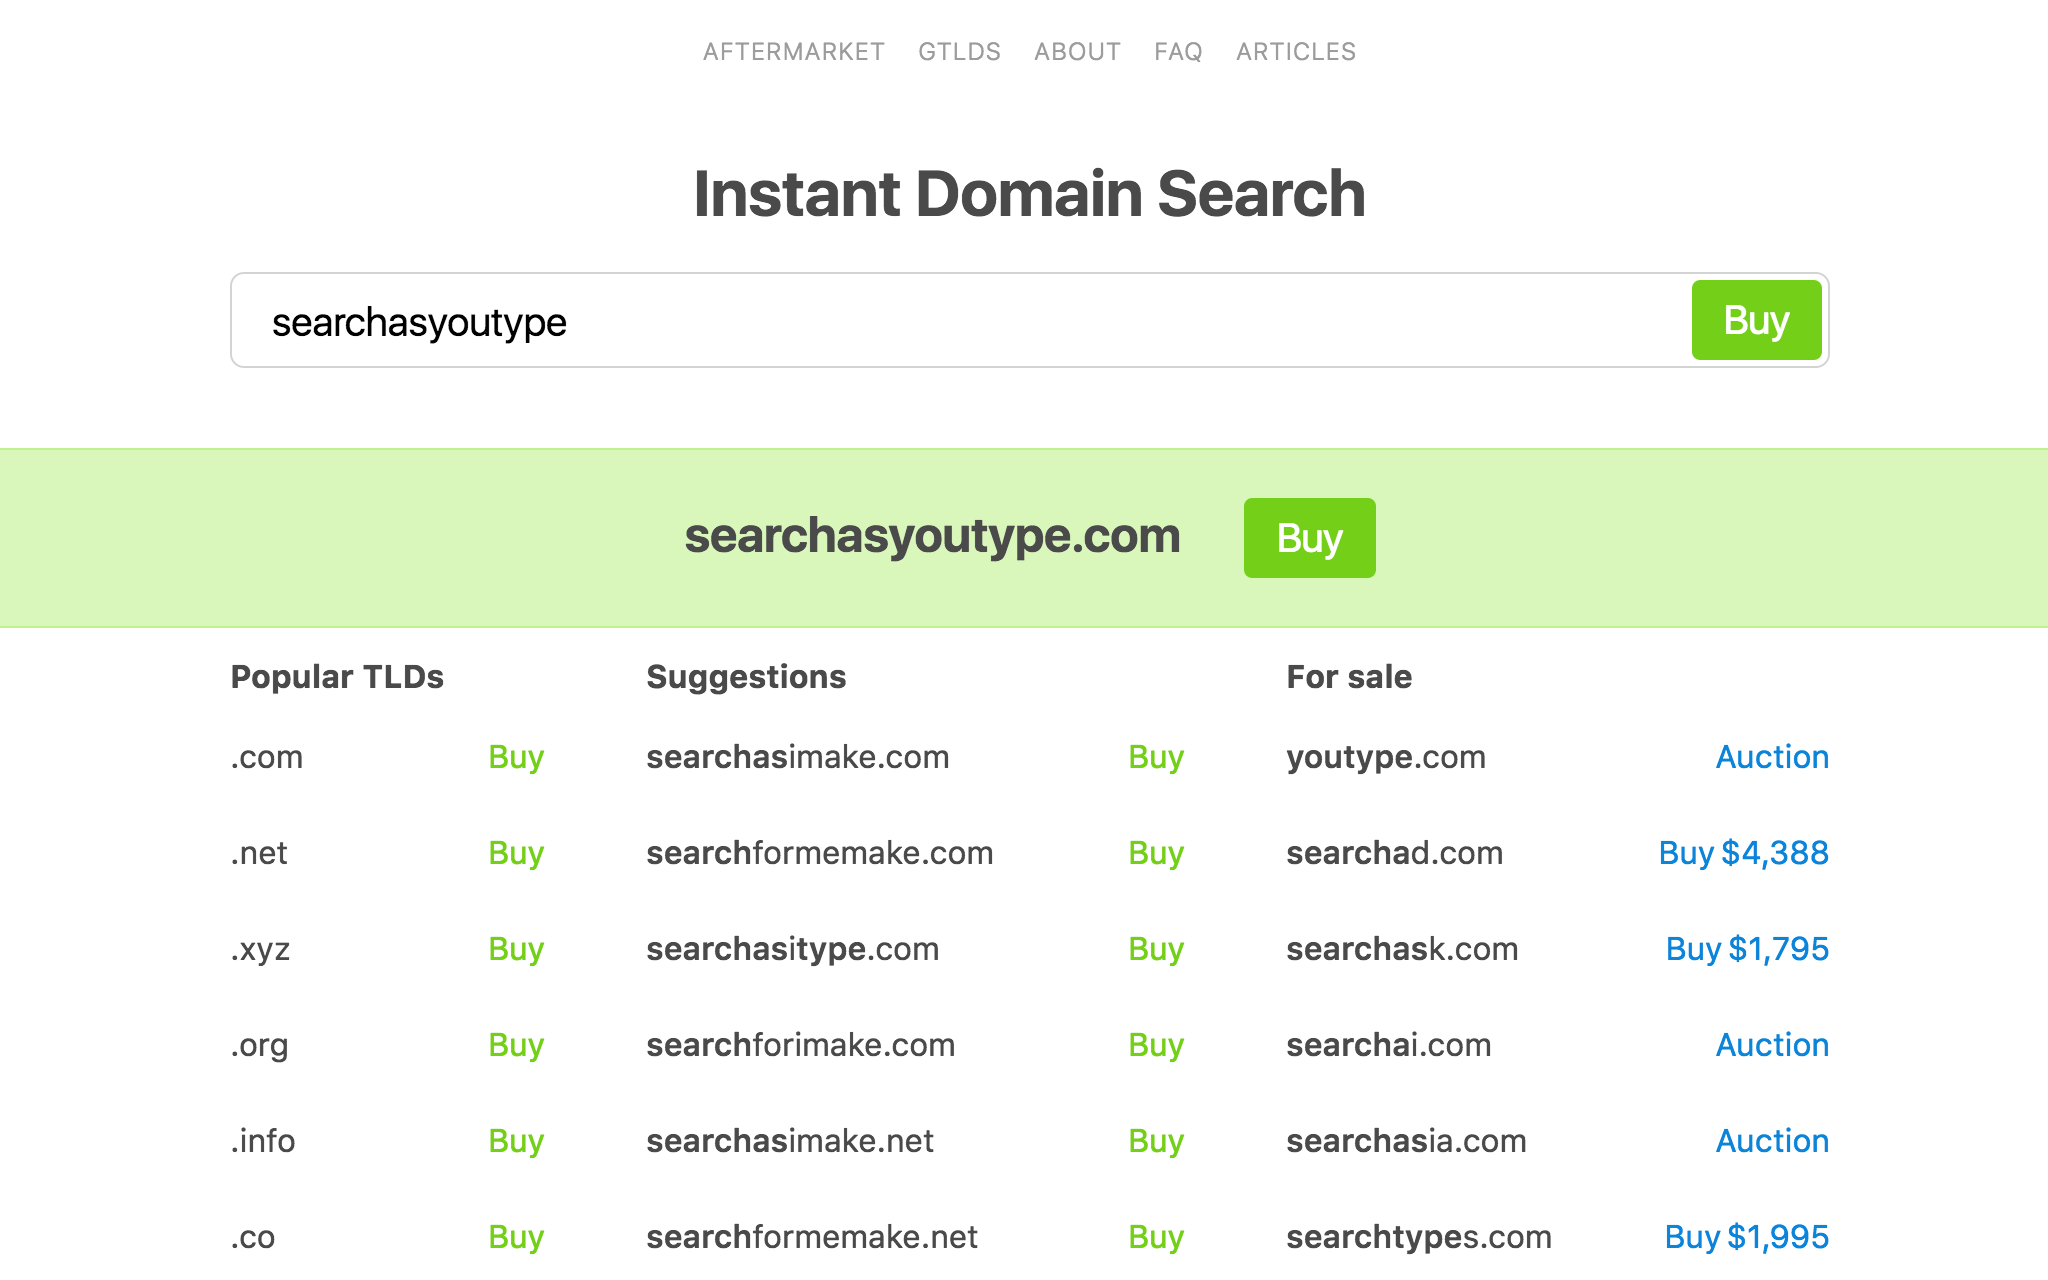 AFTERMARKET GTLDS ABOUT FAQ ARTICLES
Instant Domain Search
searchasyoutype Buy
searchasyoutype.com Buy
Popular TLDs Suggestions For sale
.com Buy searchasimake.com Buy youtype.com Auction
.net Buy searchformemake.com Buy searchad.com Buy $4,388
.xyz Buy searchasitype.com Buy searchask.com Buy $1,795
.org Buy searchforimake.com Buy searchai.com Auction
.info Buy searchasimake.net Buy searchasia.com Auction
.co Buy searchformemake.net Buy searchtypes.com Buy $1,995